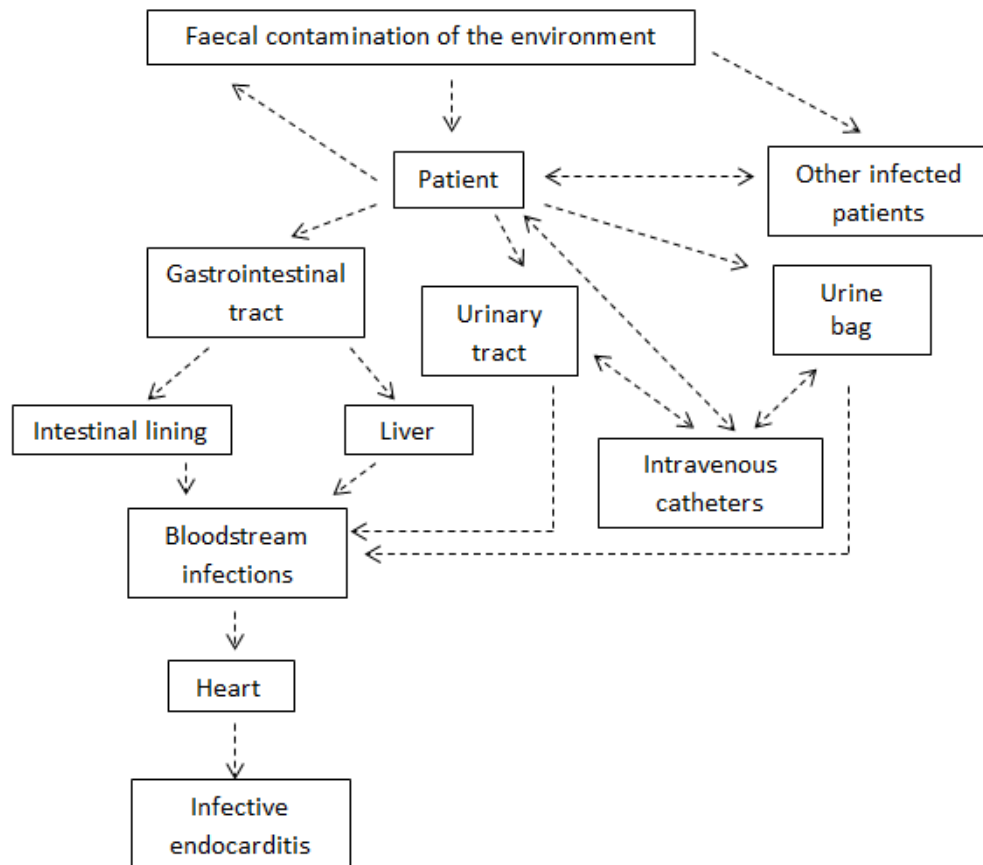 Faecal contamination of the environment
Patient
Other infected
patients
Gastrointestinal
tract
Urinary
tract
Urine
bag
Intestinal lining
Liver
Intravenous
catheters
Bloodstream
infections
Heart
Infective
endocarditis